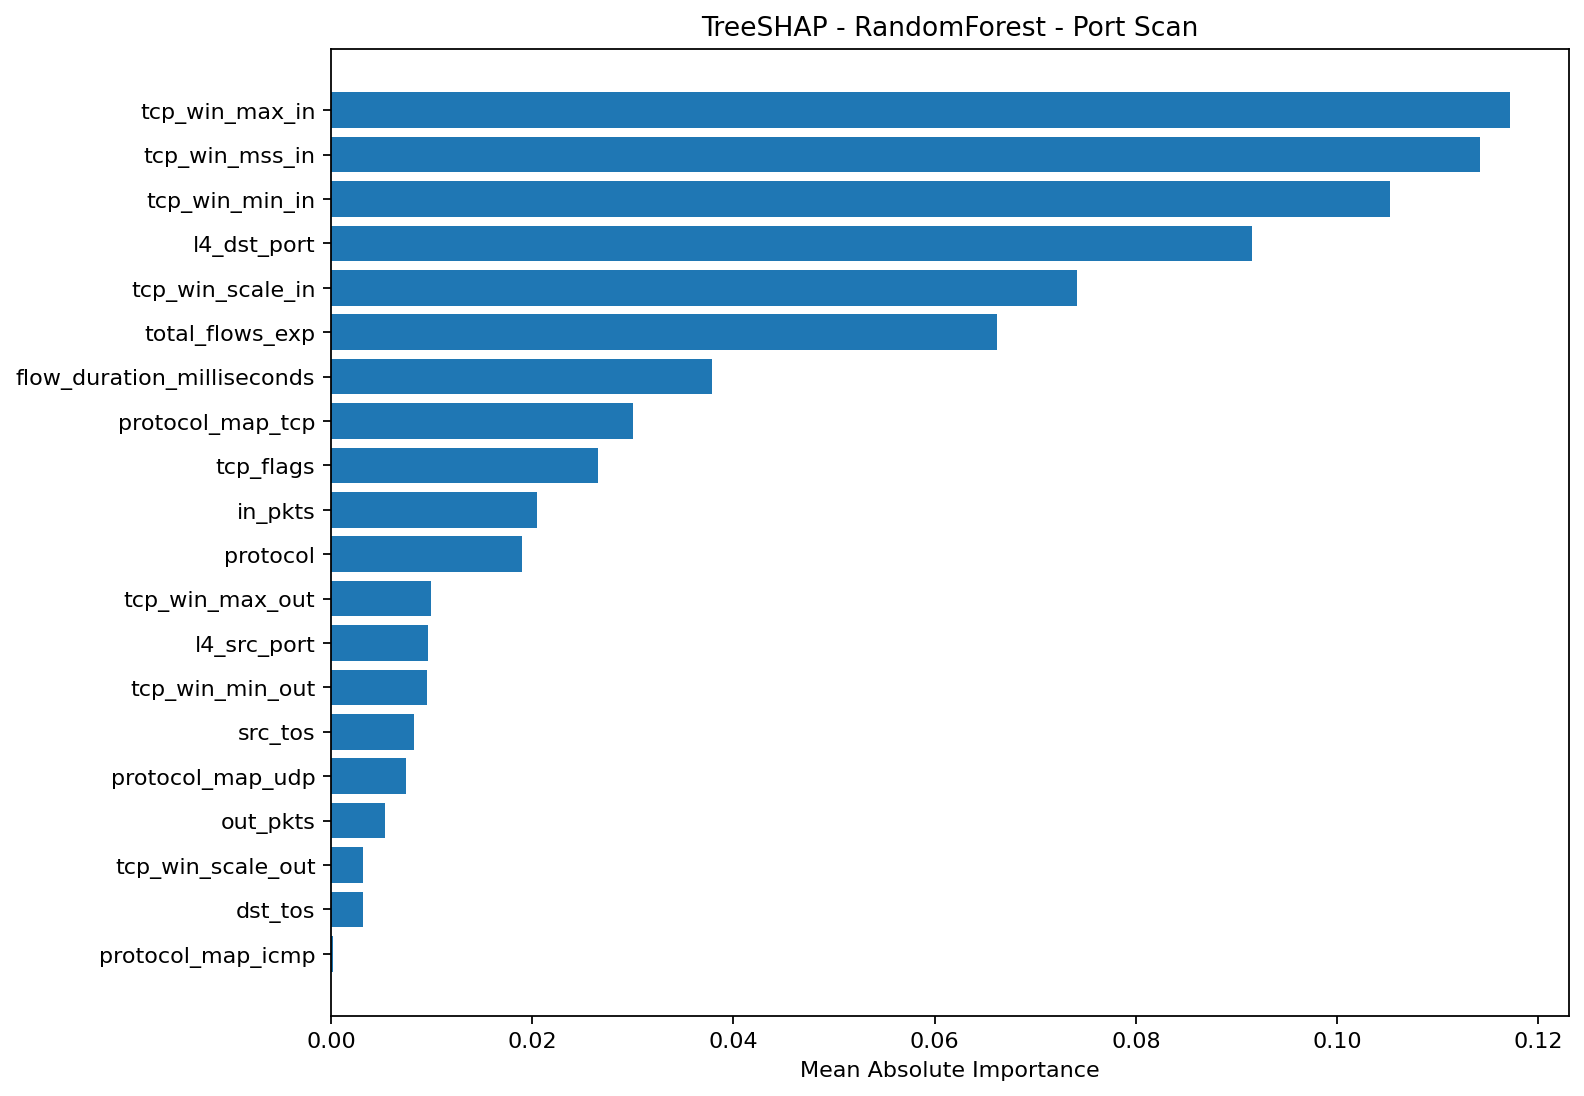 TreeSHAP - RandomForest - Port Scan
tcp_win_max_in
tcp_win_mss_in
tcp_win_min_in
l4_dst_port
tcp_win_scale_in
total_flows_exp
flow_duration_milliseconds
protocol_map_tcp
tcp_flags
in_pkts
protocol
tcp_win_max_out
l4_src_port
tcp_win_min_out
src_tos
protocol_map_udp
out_pkts
tcp_win_scale_out
dst_tos
protocol_map_icmp
0.00 0.02 0.04 0.06 0.08 0.10 0.12
Mean Absolute Importance